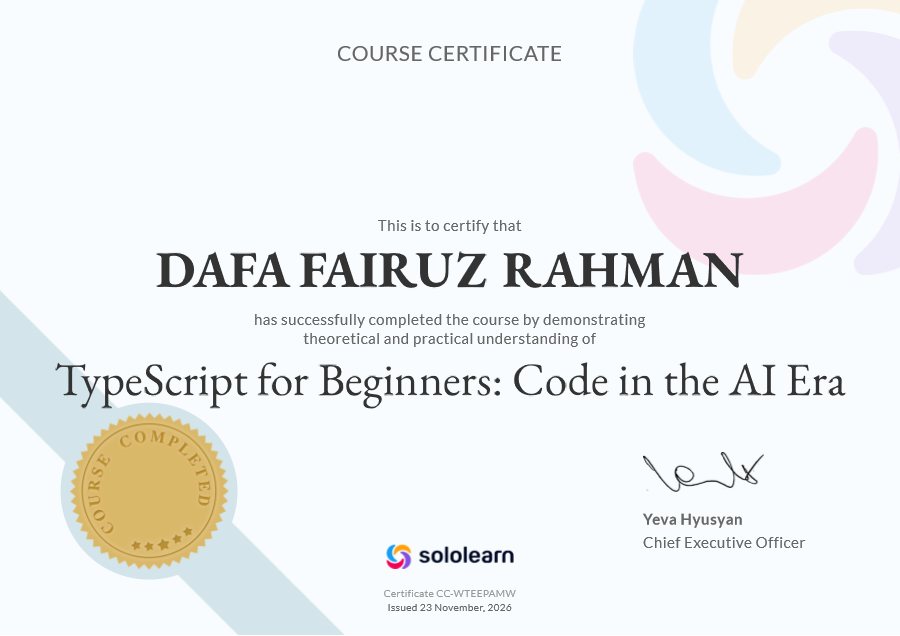 COURSE CERTIFICATE
This is to certify that
DAFA FAIRUZ RAHMAN
has successfully completed the course by demonstrating
theoretical and practical understanding of
TypeScript for Beginners: Code in the AI Era
COURSE COMPLETED
Yeva Hyusyan
Chief Executive Officer
sololearn
Certificate CC-WTEEPAMW
Issued 23 November, 2026